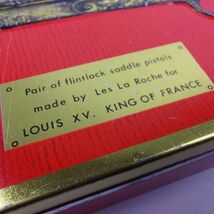 Pair of flintlock saddle pistols
made by Les La Roche for
LOUIS XV. KING OF FRANCE